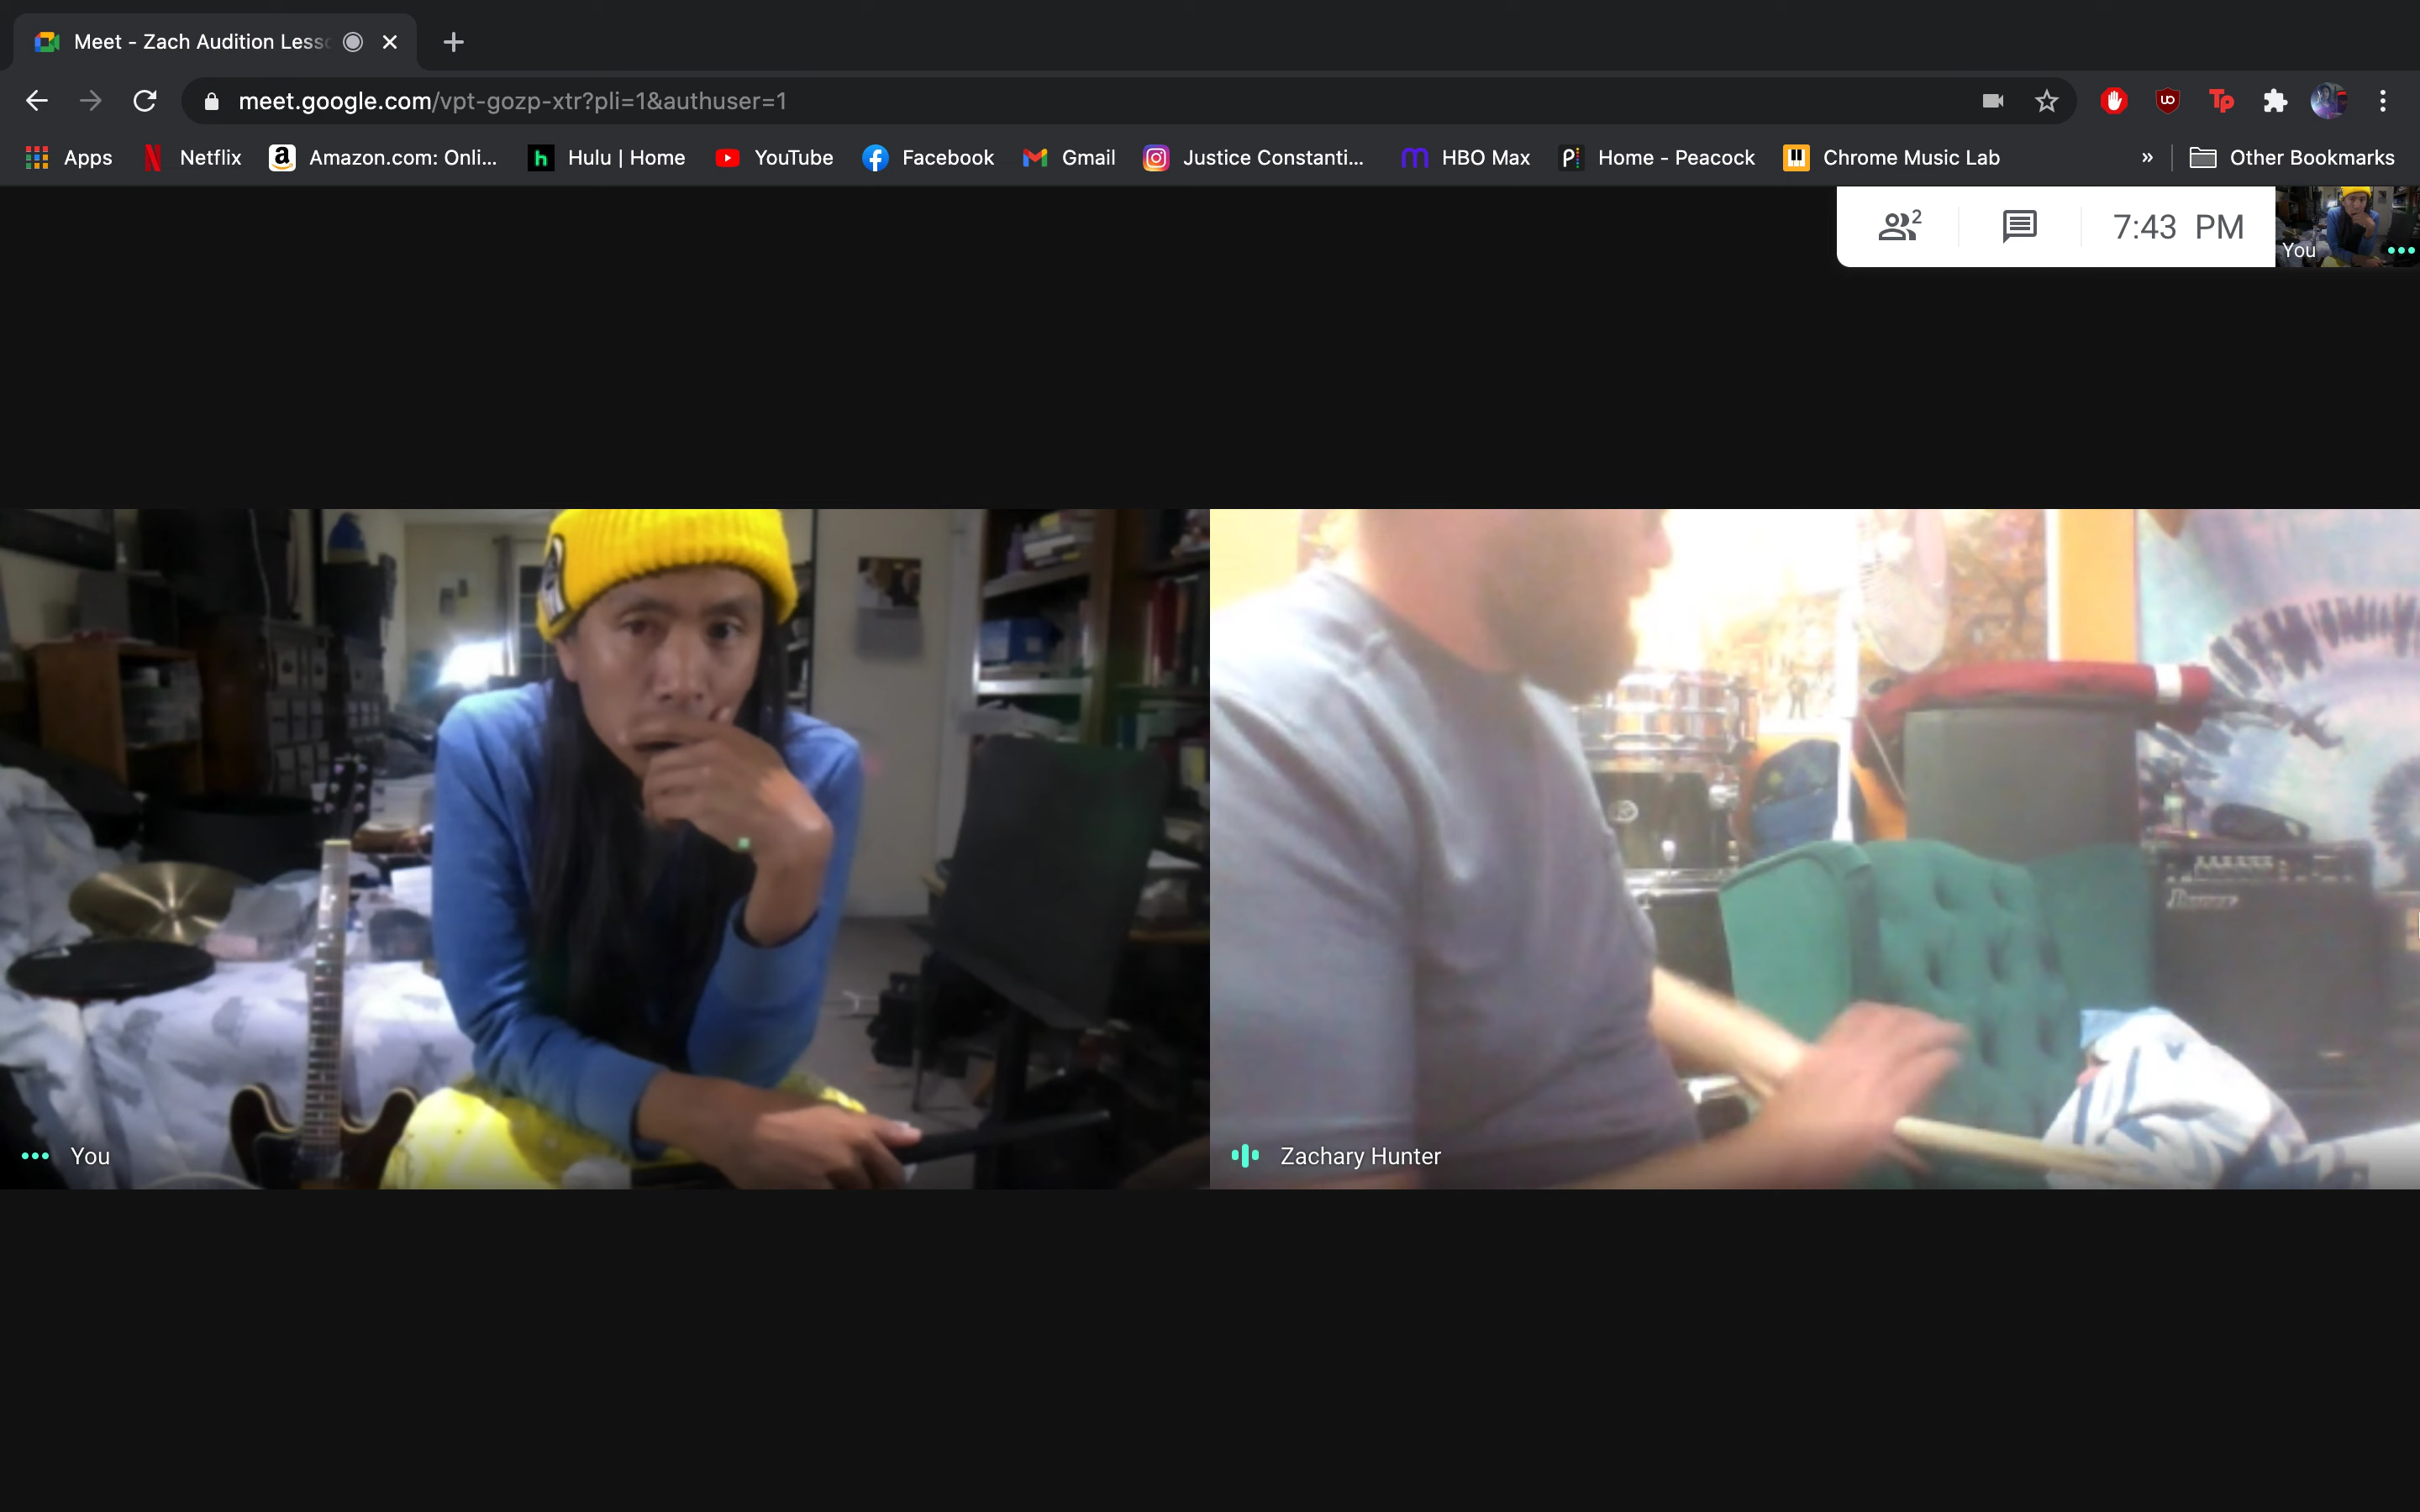 Meet - Zach Audition Less
meet.google.com/vpt-gozp-xtr?pli=1&authuser=1
Apps Netflix Amazon.com: Onli... Hulu | Home YouTube Facebook Gmail Justice Constanti... HBO Max Home - Peacock Chrome Music Lab » Other Bookmarks
2 7:43 PM
You
Ibanez
You
Zachary Hunter